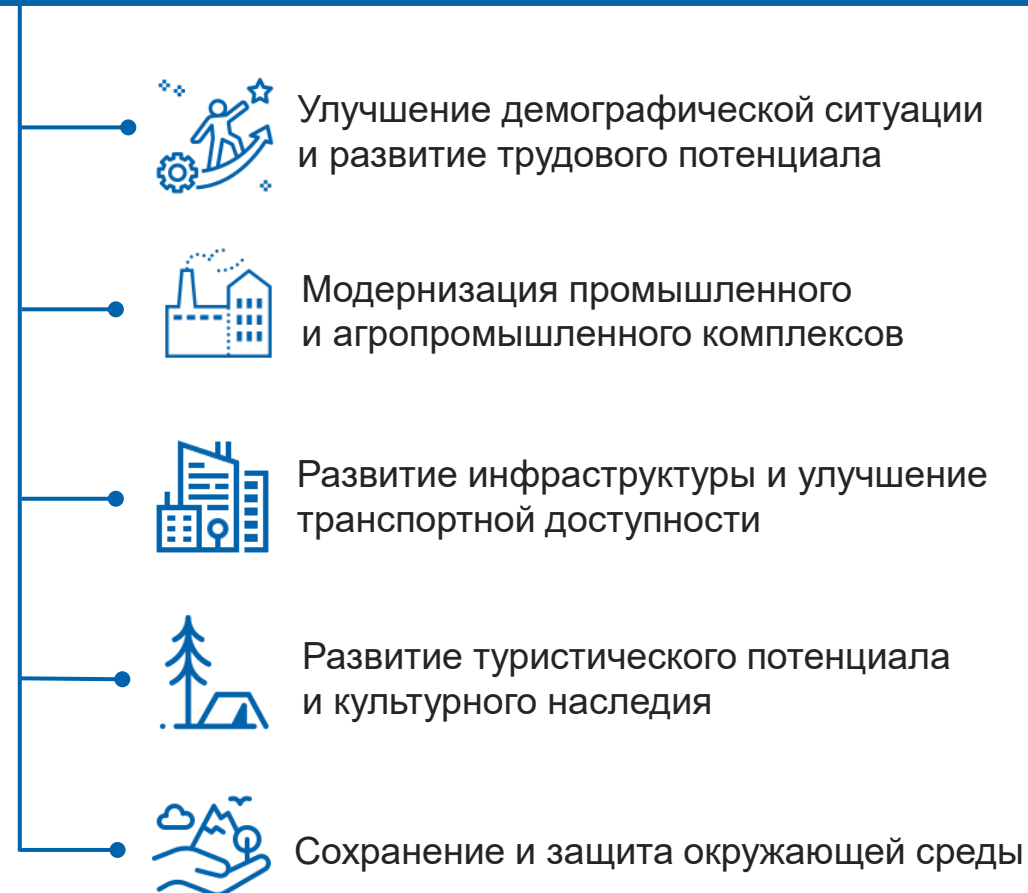 Улучшение демографической ситуации
и развитие трудового потенциала
Модернизация промышленного
и агропромышленного комплексов
Развитие инфраструктуры и улучшение
транспортной доступности
Развитие туристического потенциала
и культурного наследия
Сохранение и защита окружающей среды